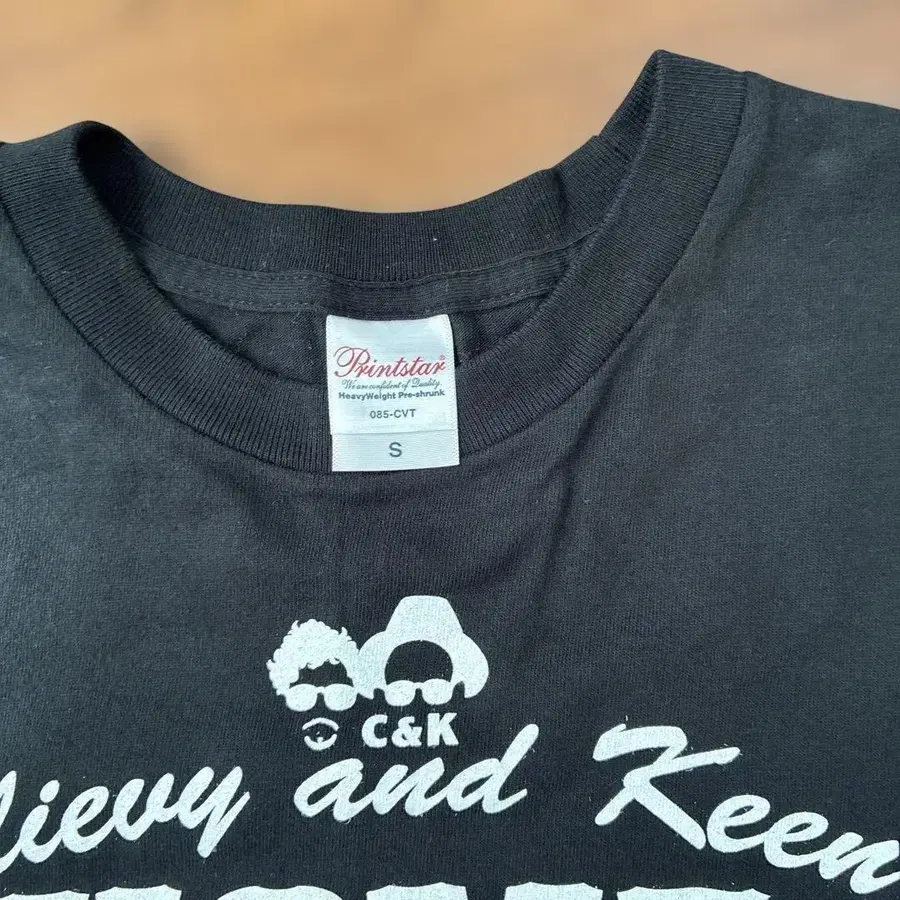 Printstar®
We are confident of Quality.
HeavyWeight Pre-shrunk
085-CVT
S
C&K
lievy and Keen